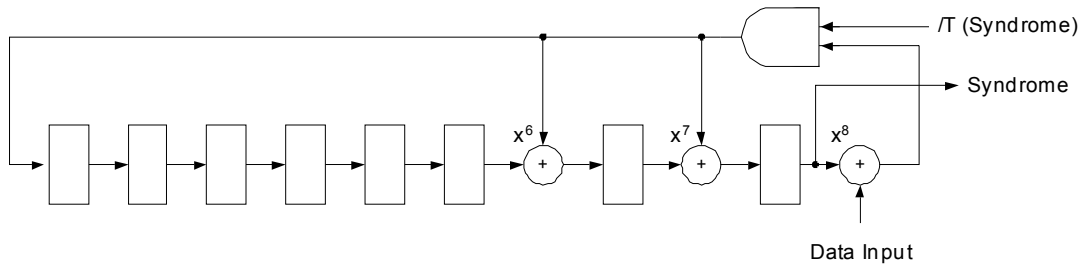 /T (Syndrome)
Syndrome
x⁶
x⁷
x⁸
+
+
+
Data Input